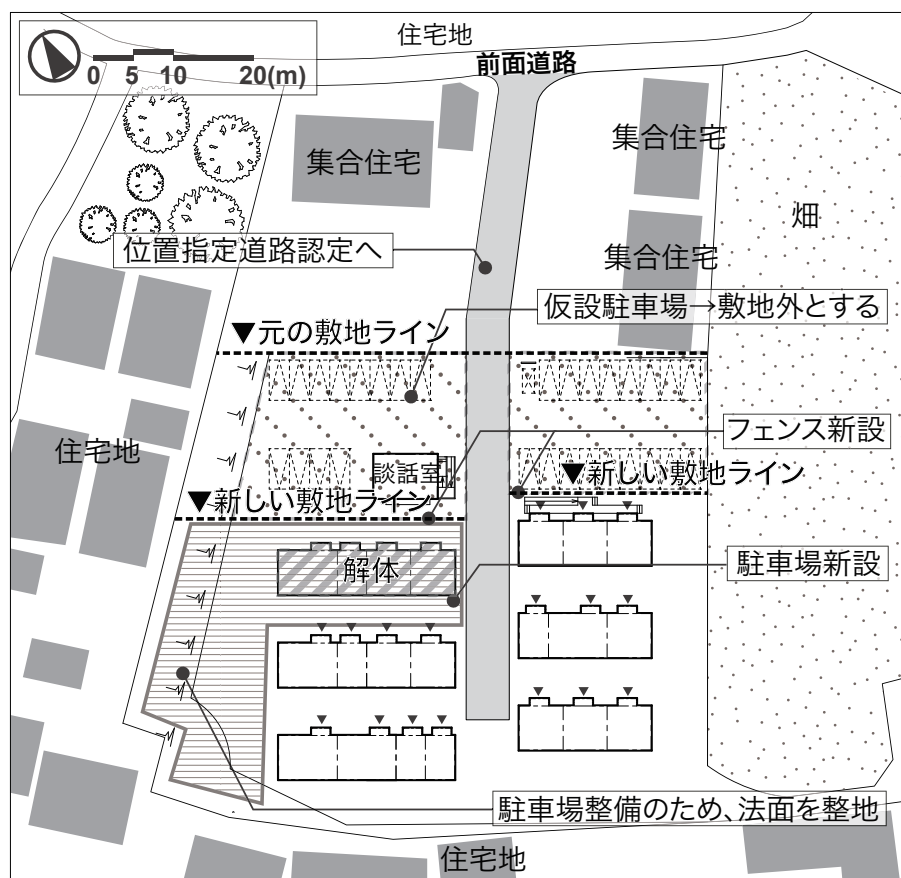 住宅地
0 5 10 20(m)
前面道路
集合住宅
集合住宅
畑
位置指定道路認定へ
集合住宅
仮設駐車場→敷地外とする
▼元の敷地ライン
フェンス新設
住宅地
談話室
▼新しい敷地ライン
▼新しい敷地ライン
解体
駐車場新設
駐車場整備のため、法面を整地
住宅地